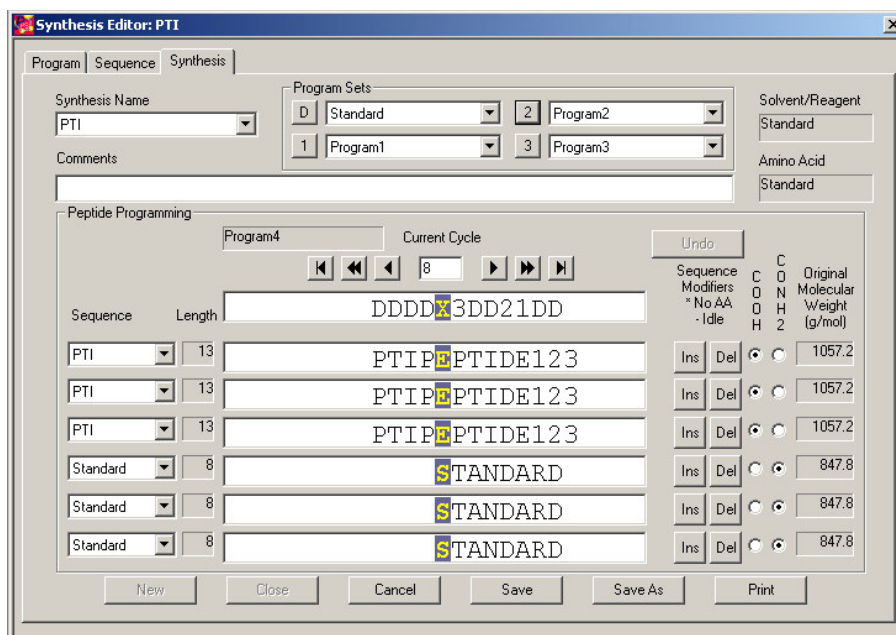 Synthesis Editor: PTI
Program Sequence Synthesis
Synthesis Name
PTI
Program Sets
D Standard 2 Program2
1 Program1 3 Program3
Solvent/Reagent
Standard
Amino Acid
Standard
Comments
Peptide Programming
Program4 Current Cycle
8
Undo
Sequence Length
DDDDX3DD21DD
Sequence
Modifiers
* No AA
- Idle
COOH
CONH2
Original
Molecular
Weight
(g/mol)
PTI 13 PTIPEPTIDE123 Ins Del 1057.2
PTI 13 PTIPEPTIDE123 Ins Del 1057.2
PTI 13 PTIPEPTIDE123 Ins Del 1057.2
Standard 8 STANDARD Ins Del 847.8
Standard 8 STANDARD Ins Del 847.8
Standard 8 STANDARD Ins Del 847.8
New Close Cancel Save Save As Print